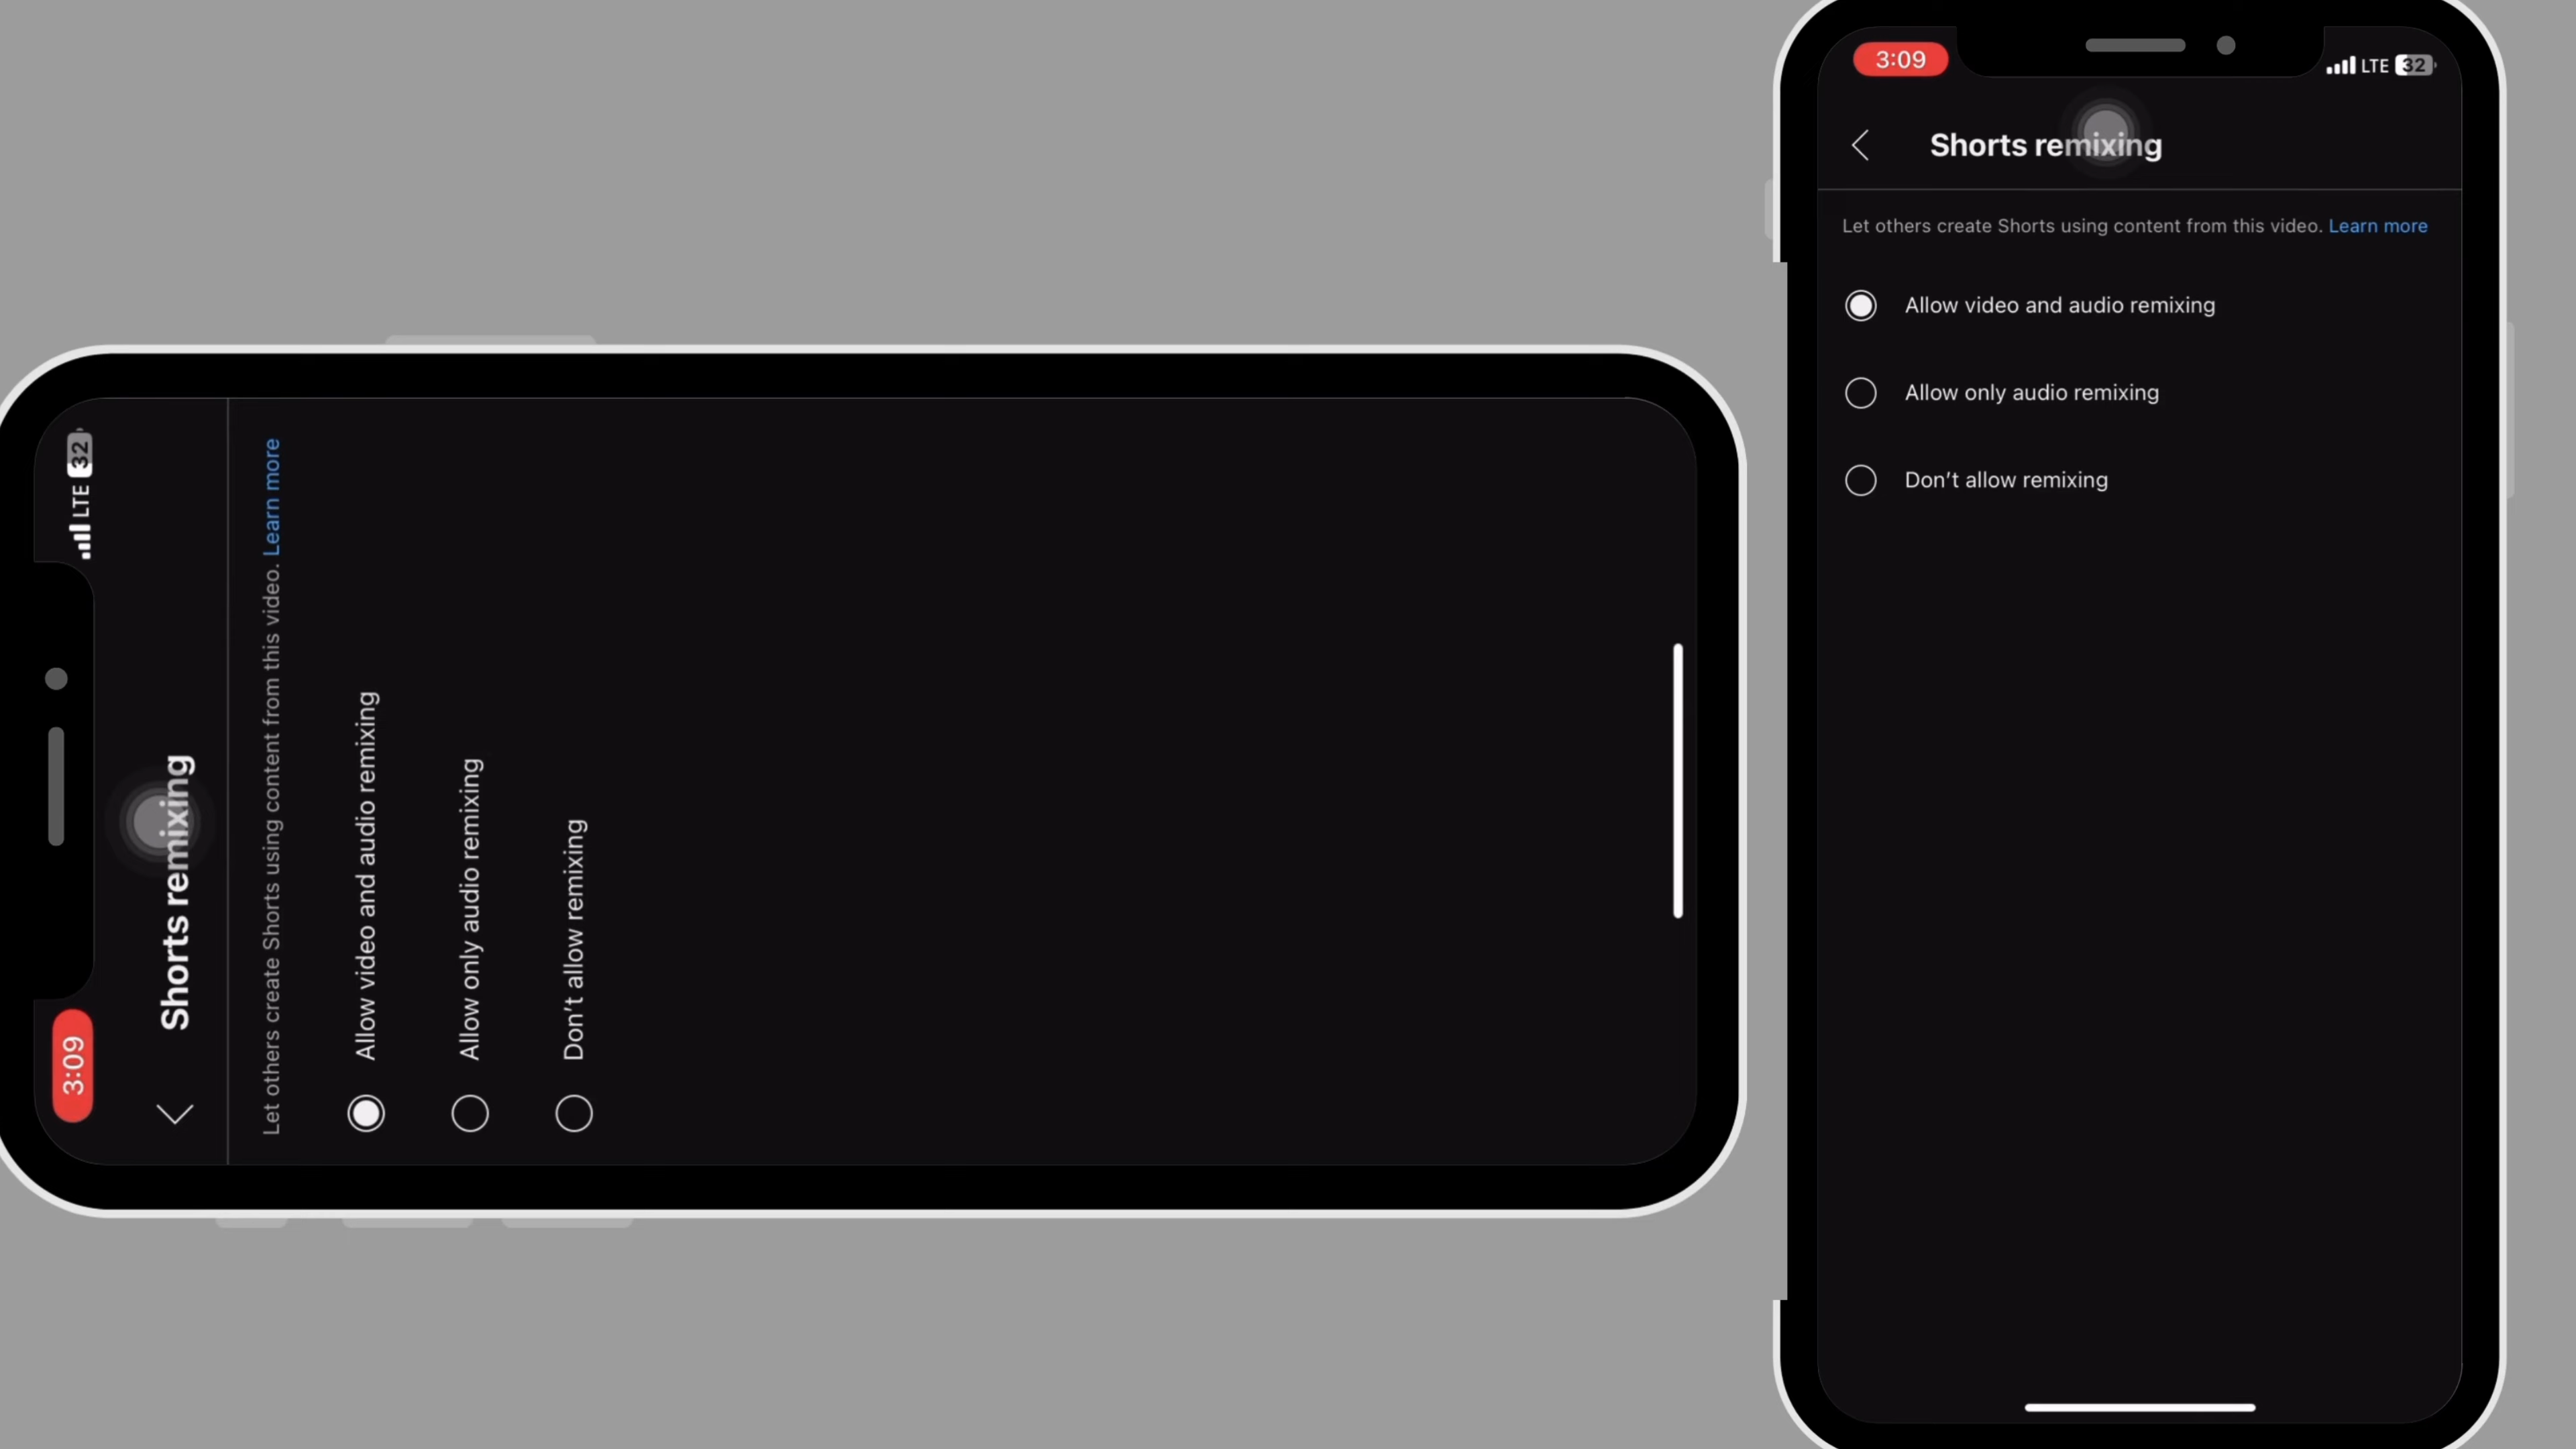 3:09
LTE 32
Shorts remixing
Let others create Shorts using content from this video. Learn more
Allow video and audio remixing
Allow only audio remixing
Don’t allow remixing
3:09
LTE 32
Shorts remixing
Let others create Shorts using content from this video. Learn more
Allow video and audio remixing
Allow only audio remixing
Don’t allow remixing